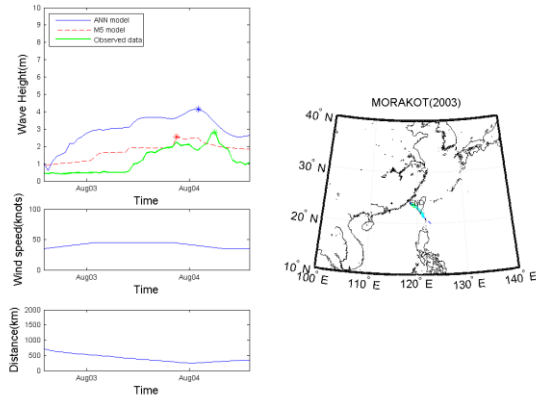 ANN model
M5 model
Observed data
Wave Height(m)
10
9
8
7
6
5
4
3
2
1
0
Aug03 Aug04
Time
Wind speed(knots)
100
50
0
Aug03 Aug04
Time
Distance(km)
2000
1500
1000
500
0
Aug03 Aug04
Time
MORAKOT(2003)
40° N
30° N
20° N
10° N
100° E 110° E 120° E 130° E 140° E